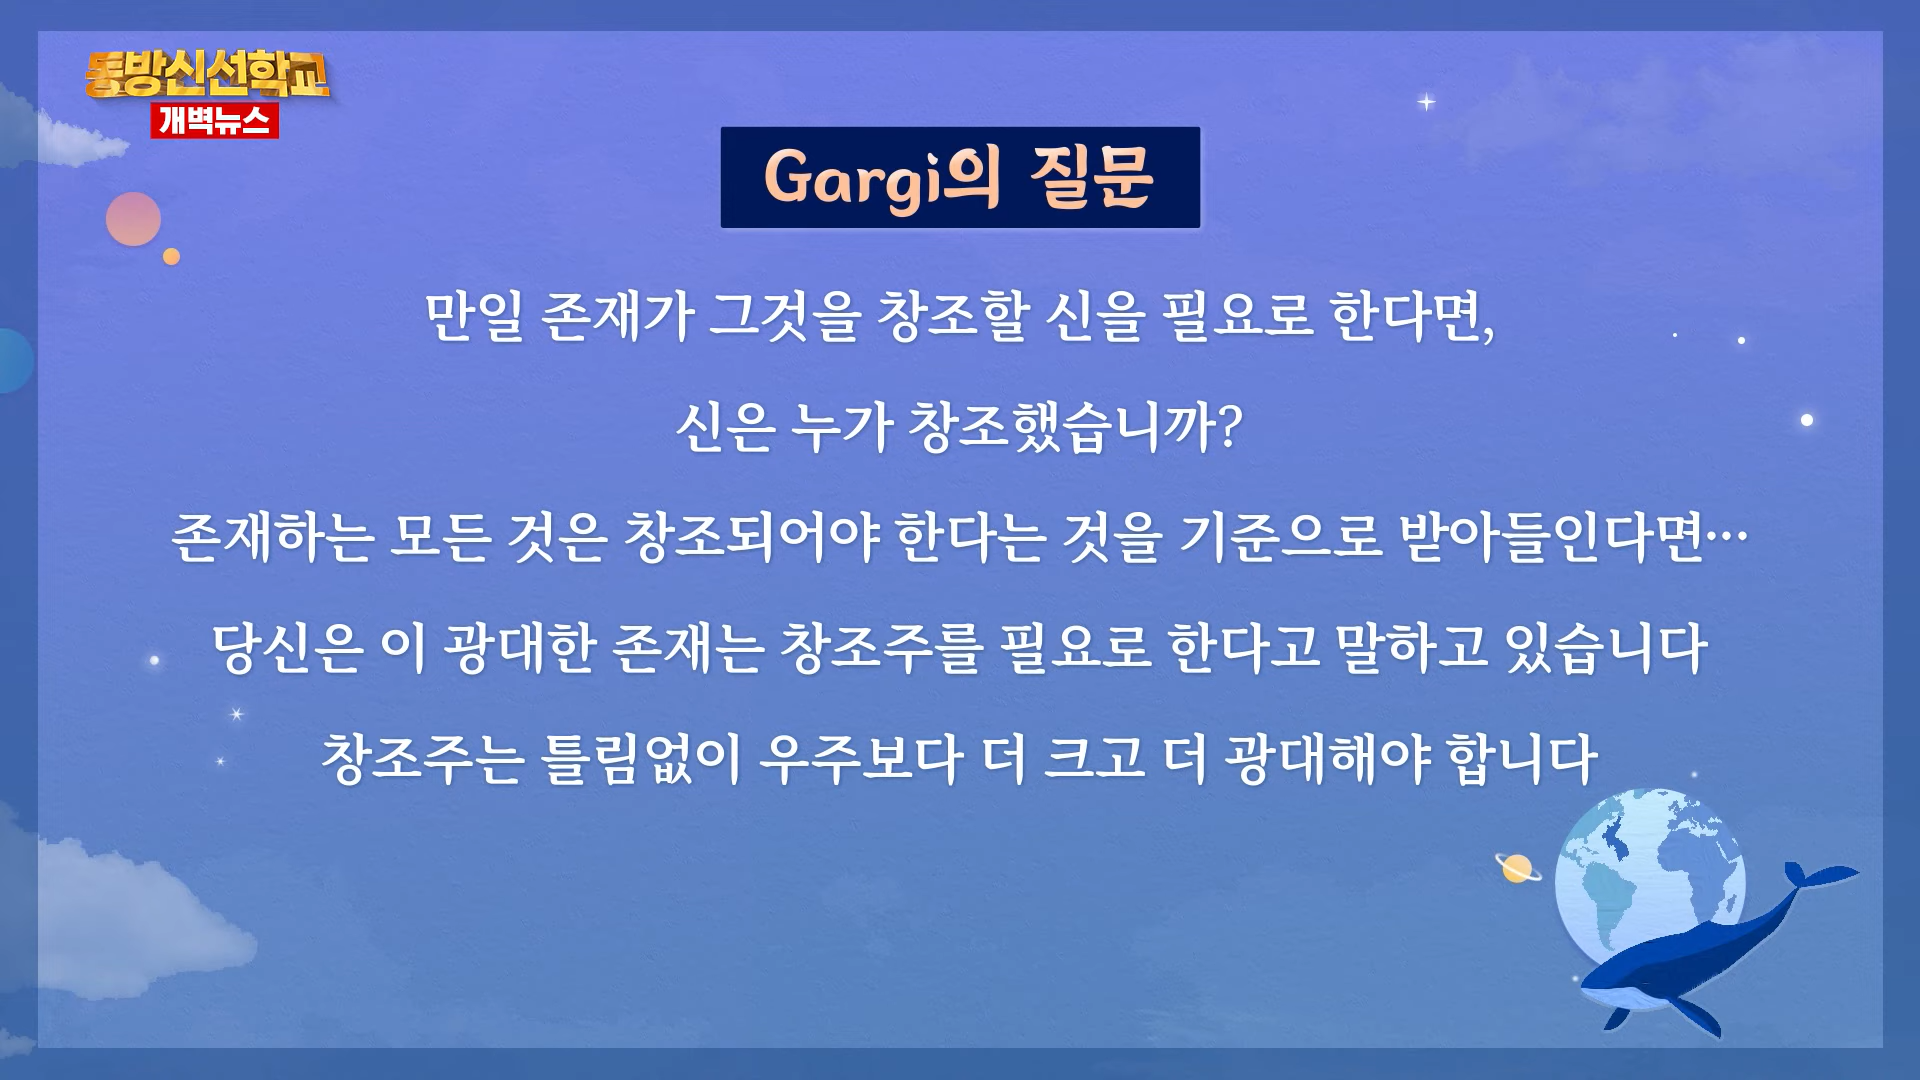 동방신선학교
개벽뉴스
Gargi의 질문
만일 존재가 그것을 창조할 신을 필요로 한다면,
신은 누가 창조했습니까?
존재하는 모든 것은 창조되어야 한다는 것을 기준으로 받아들인다면…
당신은 이 광대한 존재는 창조주를 필요로 한다고 말하고 있습니다
창조주는 틀림없이 우주보다 더 크고 더 광대해야 합니다